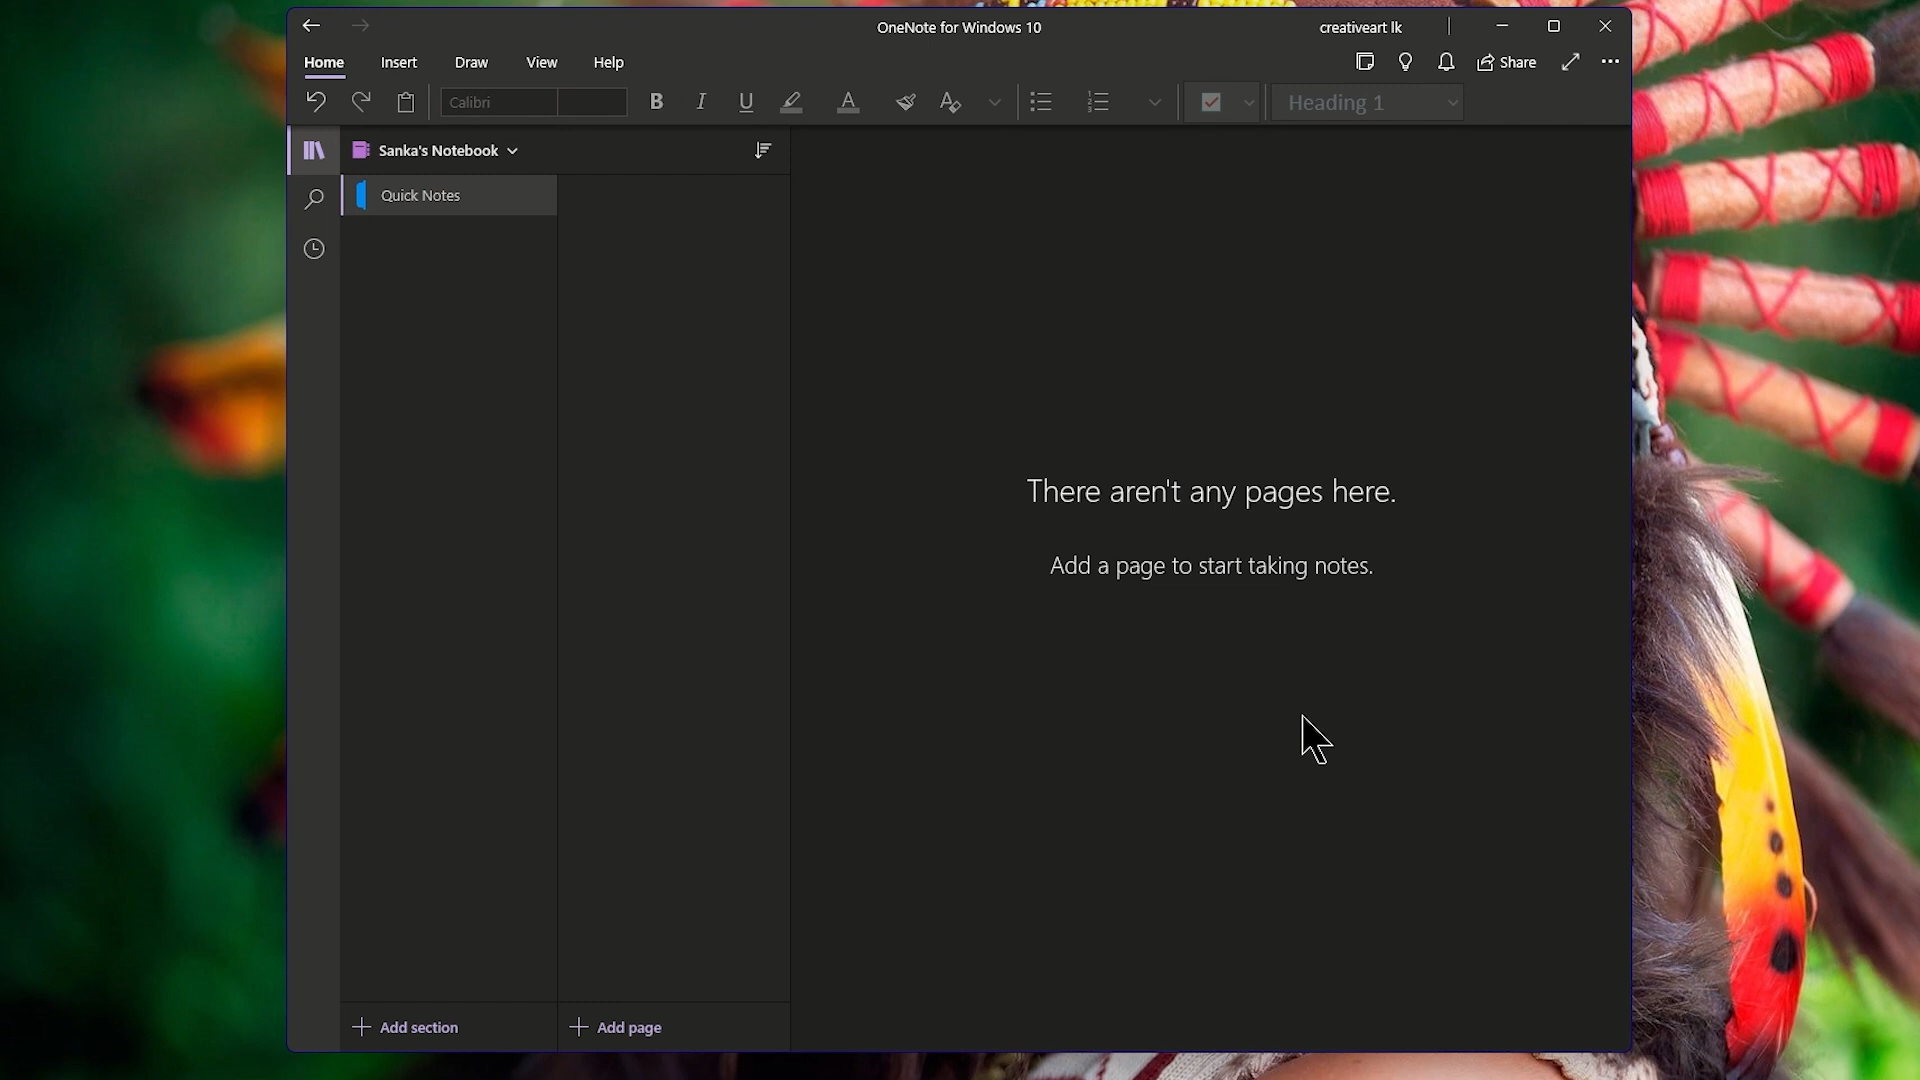 OneNote for Windows 10
creativeart lk
Home Insert Draw View Help
Share
Calibri
B I U A A
Heading 1
Sanka's Notebook
Quick Notes
There aren't any pages here.
Add a page to start taking notes.
Add section
Add page